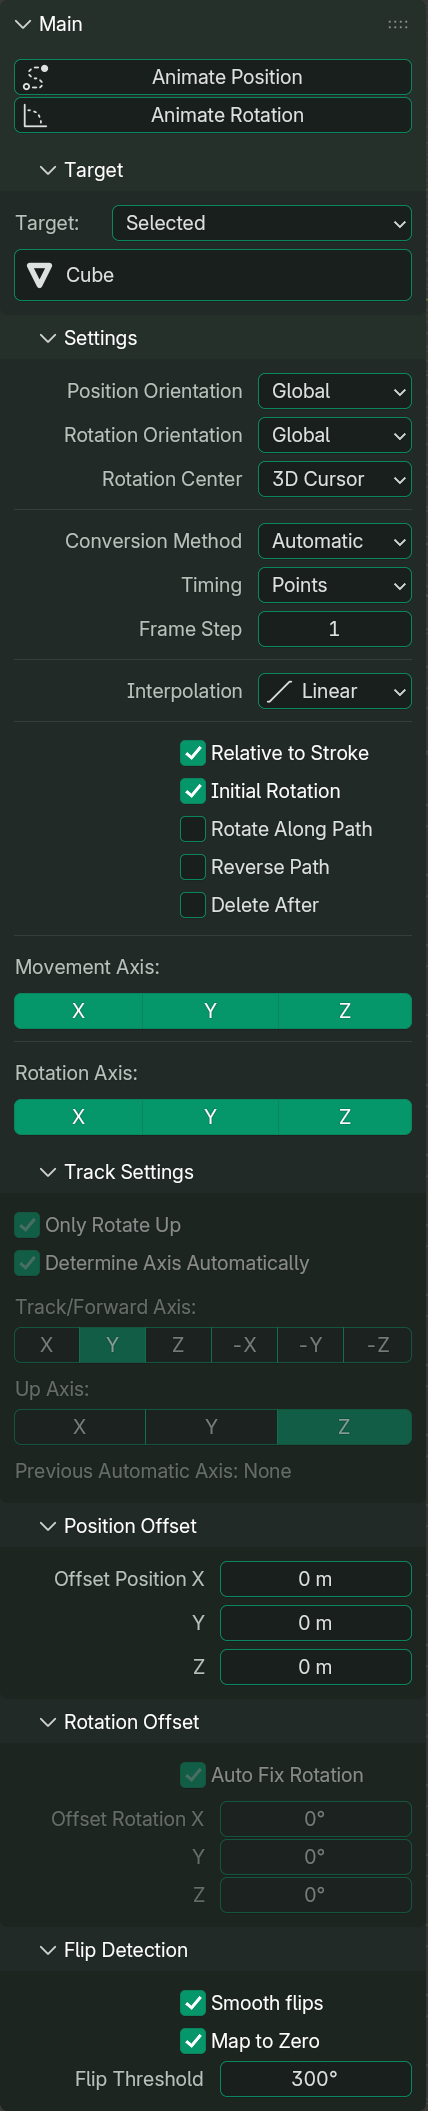 Main
Animate Position
Animate Rotation
Target
Target: Selected
Cube
Settings
Position Orientation Global
Rotation Orientation Global
Rotation Center 3D Cursor
Conversion Method Automatic
Timing Points
Frame Step 1
Interpolation Linear
Relative to Stroke
Initial Rotation
Rotate Along Path
Reverse Path
Delete After
Movement Axis:
X Y Z
Rotation Axis:
X Y Z
Track Settings
Only Rotate Up
Determine Axis Automatically
Track/Forward Axis:
X Y Z -X -Y -Z
Up Axis:
X Y Z
Previous Automatic Axis: None
Position Offset
Offset Position X 0 m
Y 0 m
Z 0 m
Rotation Offset
Auto Fix Rotation
Offset Rotation X 0°
Y 0°
Z 0°
Flip Detection
Smooth flips
Map to Zero
Flip Threshold 300°